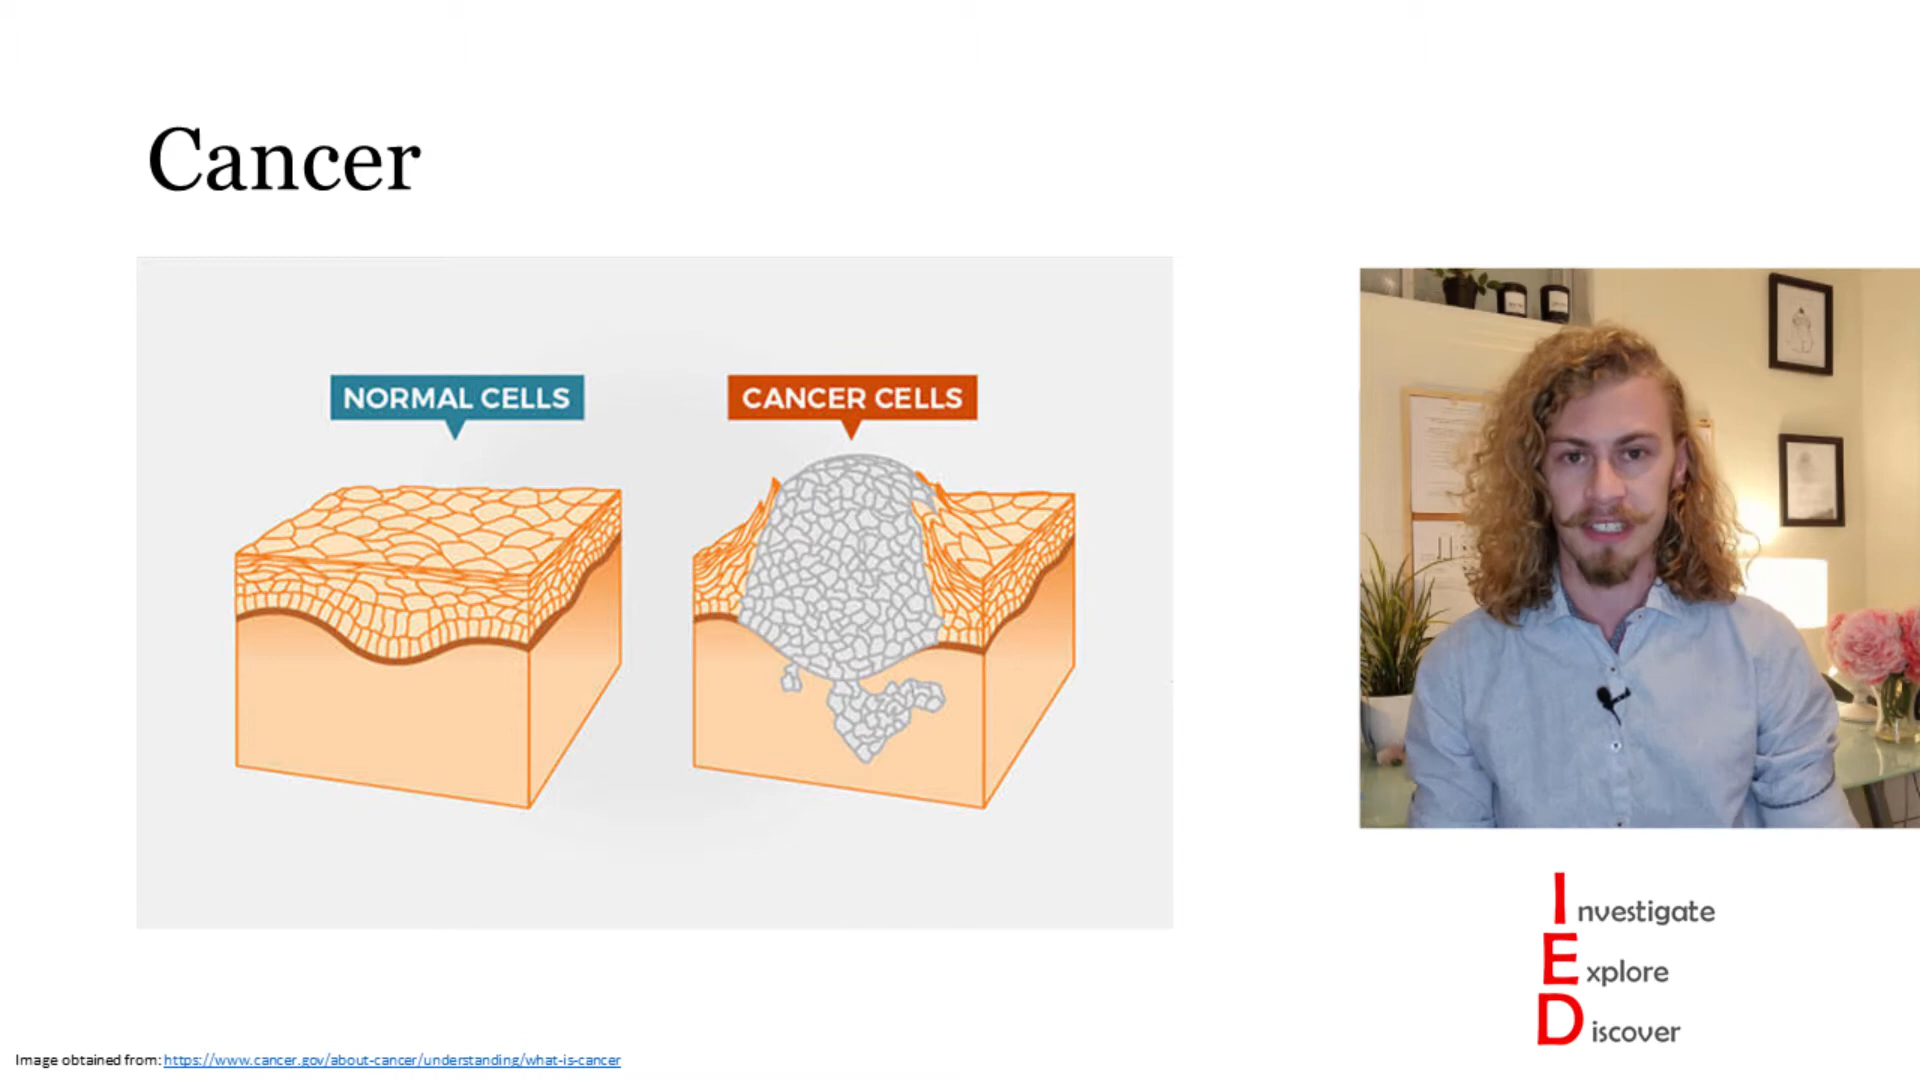 Cancer
NORMAL CELLS
CANCER CELLS
Investigate
Explore
Discover
Image obtained from: https://www.cancer.gov/about-cancer/understanding/what-is-cancer